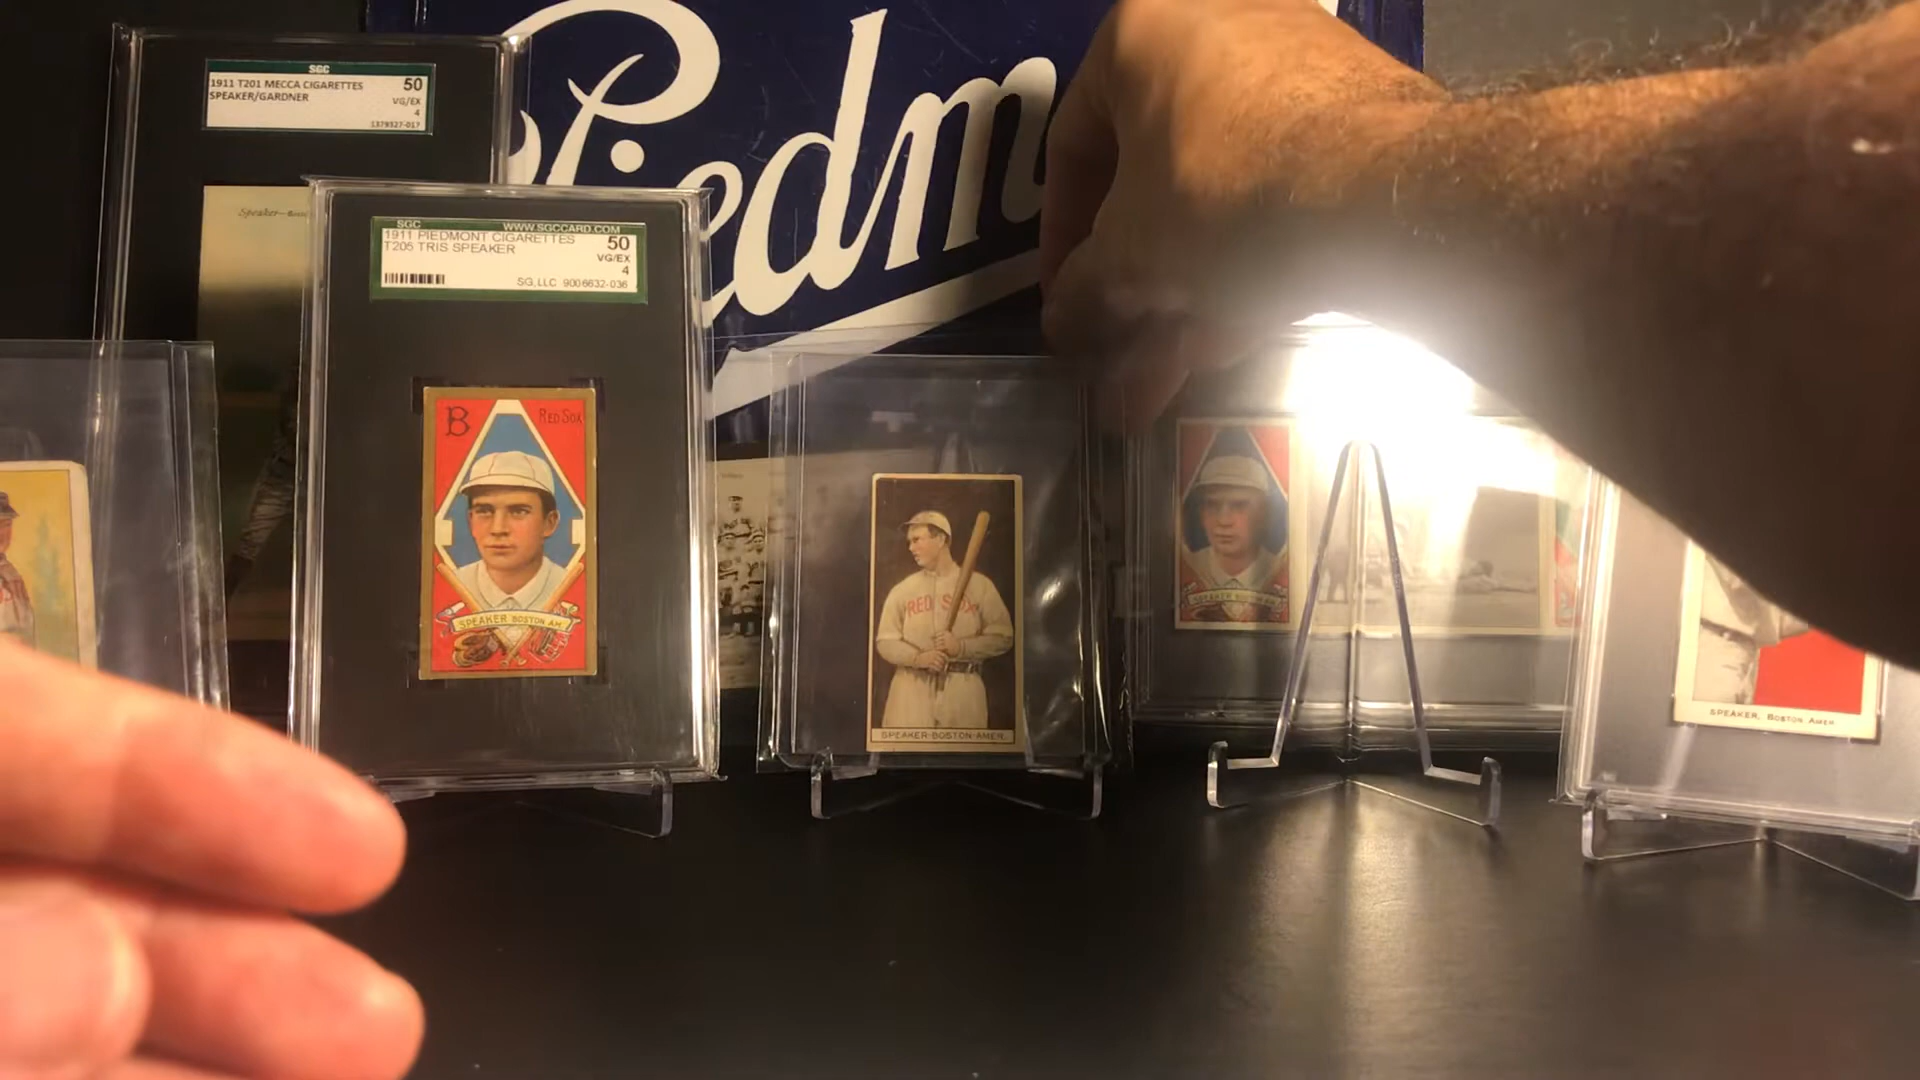 Piedm
SGC
1911 T201 MECCA CIGARETTES 50
SPEAKER/GARDNER VG/EX
4
1379327-017
Speaker—
SGC WWW.SGCCARD.COM
1911 PIEDMONT CIGARETTES 50
T205 TRIS SPEAKER VG/EX
4
SG,LLC 9006632-036
B RED SOX
SPEAKER BOSTON AM.
RED SOX
SPEAKER-BOSTON-AMER.
SPEAKER BOSTON AM.
SPEAKER, BOSTON AMER.